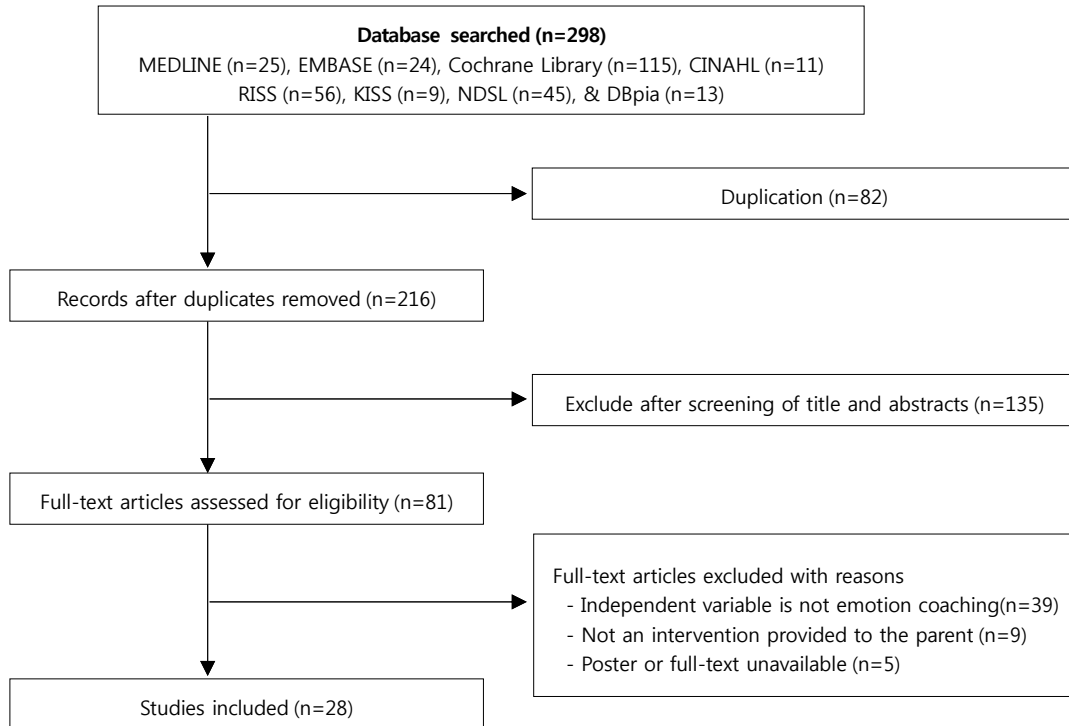 Database searched (n=298)
MEDLINE (n=25), EMBASE (n=24), Cochrane Library (n=115), CINAHL (n=11)
RISS (n=56), KISS (n=9), NDSL (n=45), & DBpia (n=13)
Duplication (n=82)
Records after duplicates removed (n=216)
Exclude after screening of title and abstracts (n=135)
Full-text articles assessed for eligibility (n=81)
Full-text articles excluded with reasons
- Independent variable is not emotion coaching(n=39)
- Not an intervention provided to the parent (n=9)
- Poster or full-text unavailable (n=5)
Studies included (n=28)